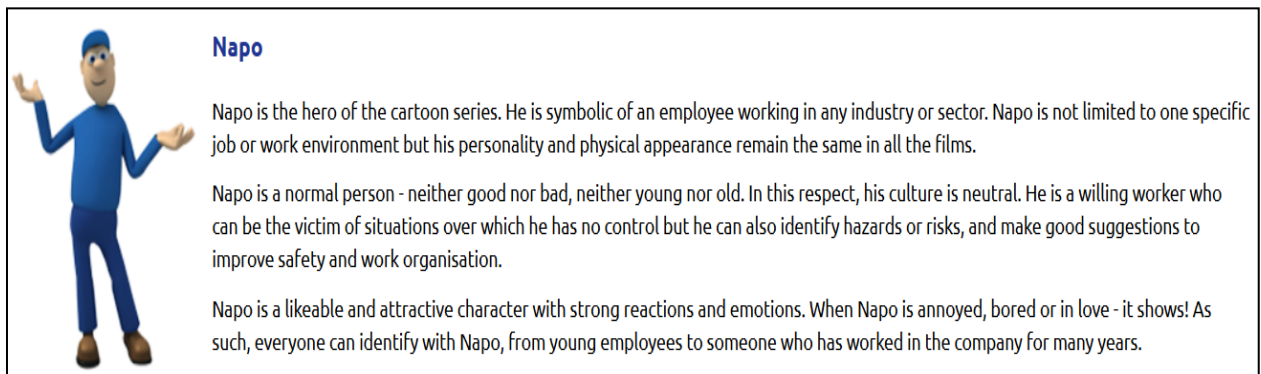 Napo
Napo is the hero of the cartoon series. He is symbolic of an employee working in any industry or sector. Napo is not limited to one specific
job or work environment but his personality and physical appearance remain the same in all the films.
Napo is a normal person - neither good nor bad, neither young nor old. In this respect, his culture is neutral. He is a willing worker who
can be the victim of situations over which he has no control but he can also identify hazards or risks, and make good suggestions to
improve safety and work organisation.
Napo is a likeable and attractive character with strong reactions and emotions. When Napo is annoyed, bored or in love - it shows! As
such, everyone can identify with Napo, from young employees to someone who has worked in the company for many years.